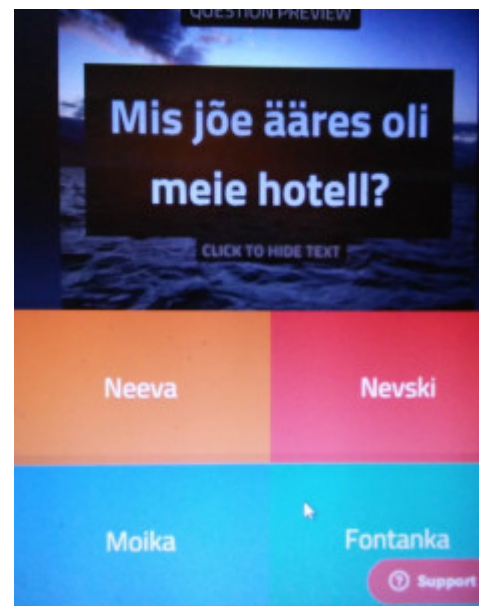 QUESTION PREVIEW
Mis jõe ääres oli
meie hotell?
CLICK TO HIDE TEXT
Neeva
Nevski
Moika
Fontanka
Support